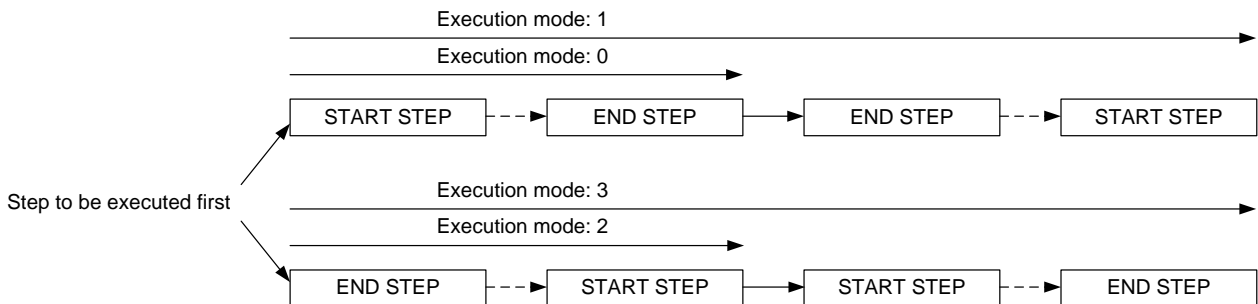 Execution mode: 1
Execution mode: 0
START STEP
END STEP
END STEP
START STEP
Step to be executed first
Execution mode: 3
Execution mode: 2
END STEP
START STEP
START STEP
END STEP